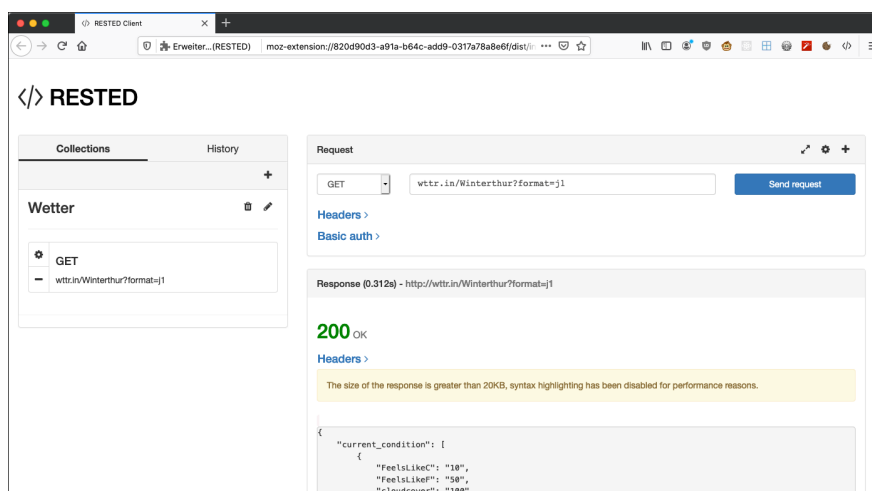 </> RESTED Client
Erweiter...(RESTED) moz-extension://820d90d3-a91a-b64c-add9-0317a78a8e6f/dist/in
</> RESTED
Collections History
Wetter
GET
wttr.in/Winterthur?format=j1
Request
GET wttr.in/Winterthur?format=j1 Send request
Headers >
Basic auth >
Response (0.312s) - http://wttr.in/Winterthur?format=j1
200 OK
Headers >
The size of the response is greater than 20KB, syntax highlighting has been disabled for performance reasons.
{
"current_condition": [
{
"FeelsLikeC": "10",
"FeelsLikeF": "50",
"cloudcover": "100",